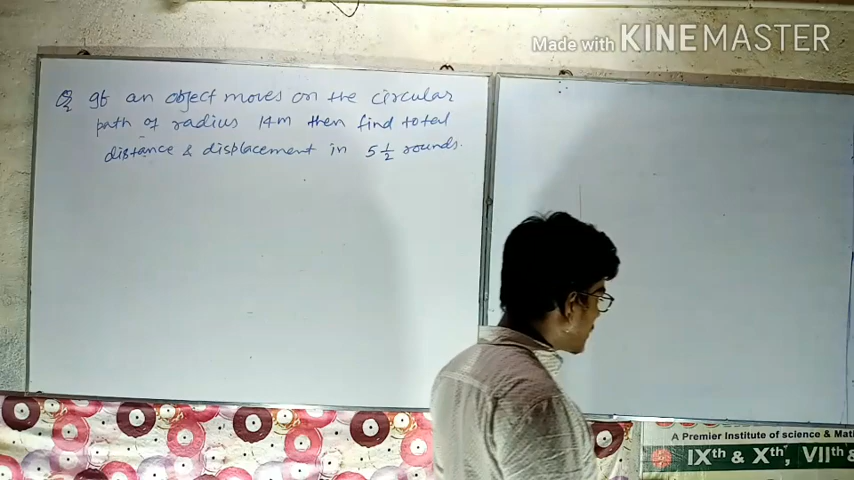 Made with KINEMASTER
Q If an object moves on the circular
path of radius 14m then find total
distance & displacement in 5 1/2 rounds.
A Premier Institute of science & Mat
IXth & Xth, VIIth &